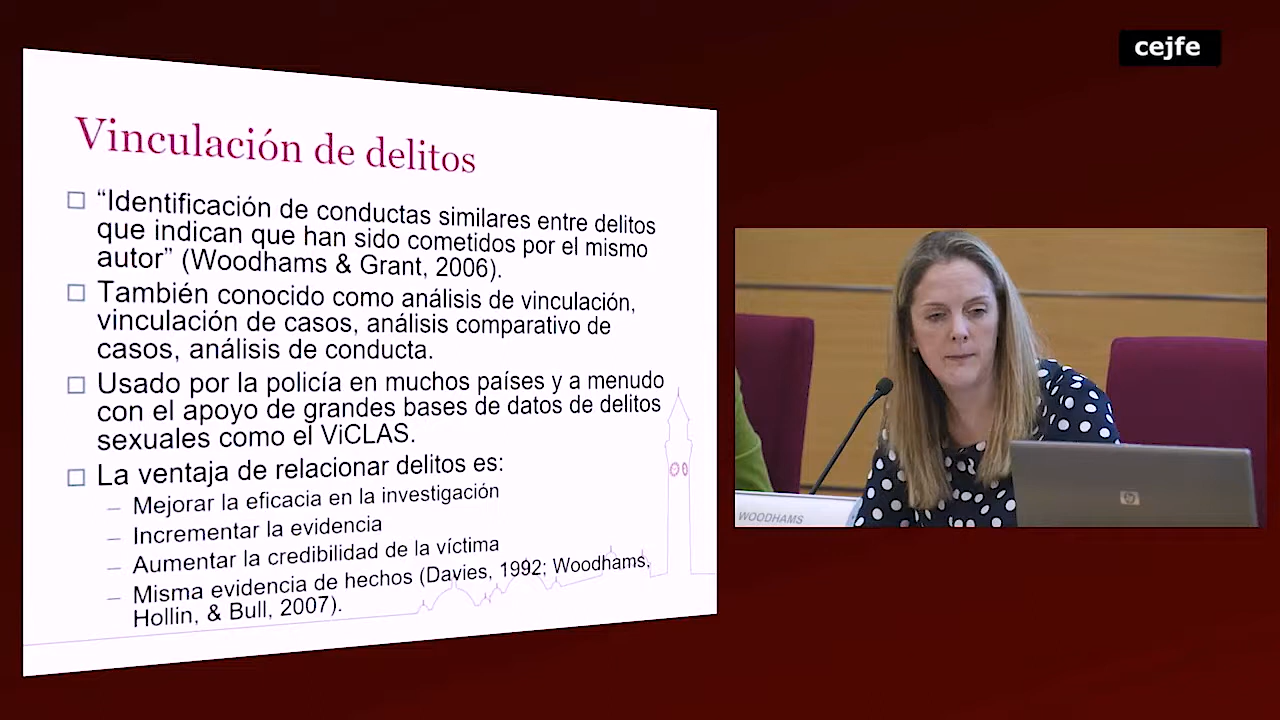 cejfe
Vinculación de delitos
“Identificación de conductas similares entre delitos
que indican que han sido cometidos por el mismo
autor” (Woodhams & Grant, 2006).
También conocido como análisis de vinculación,
vinculación de casos, análisis comparativo de
casos, análisis de conducta.
Usado por la policía en muchos países y a menudo
con el apoyo de grandes bases de datos de delitos
sexuales como el ViCLAS.
La ventaja de relacionar delitos es:
– Mejorar la eficacia en la investigación
– Incrementar la evidencia
– Aumentar la credibilidad de la víctima
– Misma evidencia de hechos (Davies, 1992; Woodhams,
Hollin, & Bull, 2007).
WOODHAMS
hp